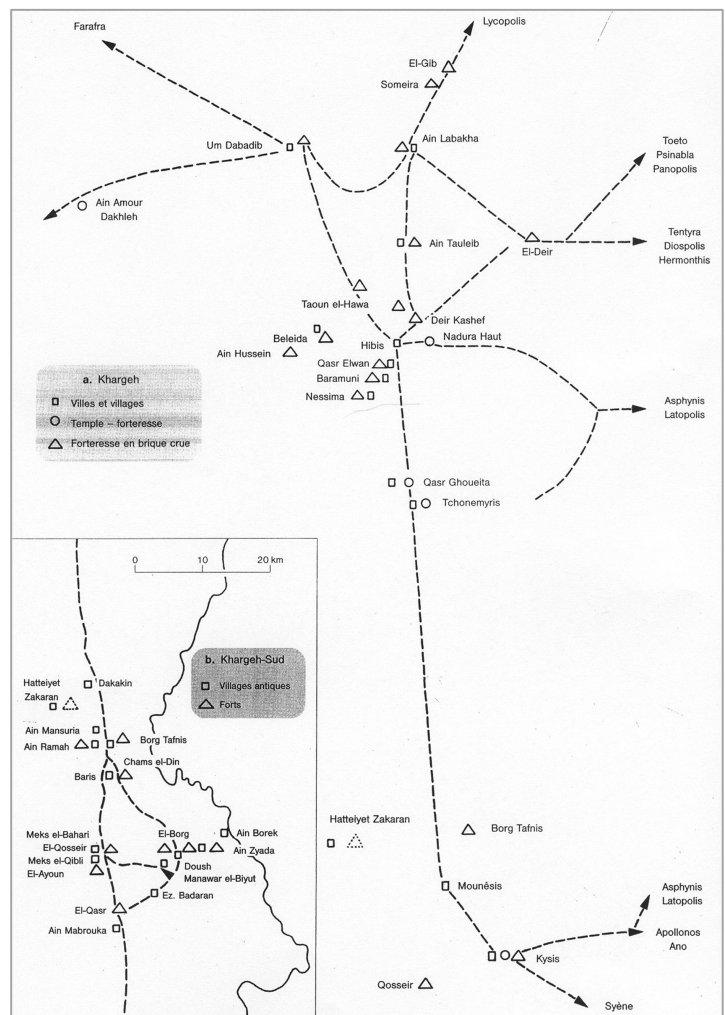 Farafra
Lycopolis
El-Gib
Someira
Um Dabadib
Ain Labakha
Toeto
Psinabla
Panopolis
Ain Amour
Dakhleh
Ain Tauleib
El-Deir
Tentyra
Diospolis
Hermonthis
Taoun el-Hawa
Deir Kashef
Beleida
Hibis
Nadura Haut
Ain Hussein
Qasr Elwan
Baramuni
Nessima
a. Khargeh
Villes et villages
Temple – forteresse
Forteresse en brique crue
Asphynis
Latopolis
Qasr Ghoueita
Tchonemyris
0 10 20 km
b. Khargeh-Sud
Villages antiques
Forts
Hatteiyet
Zakaran
Dakakin
Ain Mansuria
Ain Ramah
Borg Tafnis
Chams el-Din
Baris
Meks el-Bahari
El-Qosseir
Meks el-Qibli
El-Ayoun
El-Borg
Ain Borek
Ain Zyada
Doush
Manawar el-Biyut
Ez. Badaran
El-Qasr
Ain Mabrouka
Hatteiyet Zakaran
Borg Tafnis
Mounêsis
Asphynis
Latopolis
Apollonos
Ano
Kysis
Qosseir
Syène